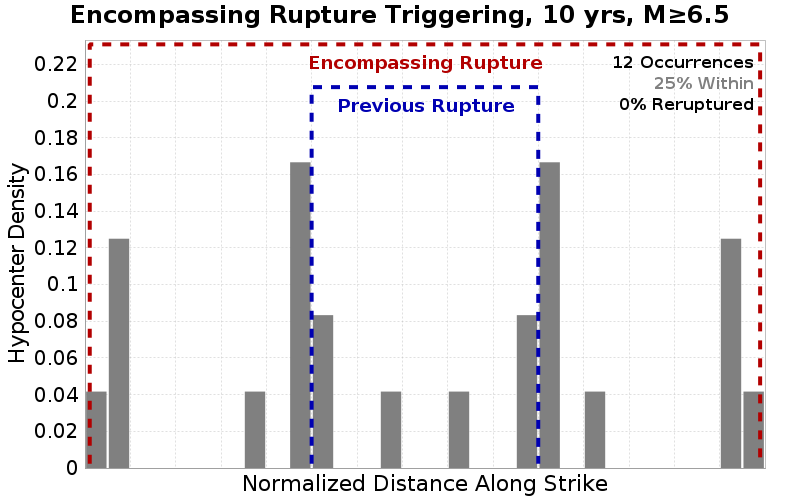 Encompassing Rupture Triggering, 10 yrs, M≥6.5
Encompassing Rupture
12 Occurrences
25% Within
0% Reruptured
Previous Rupture
Hypocenter Density
0.22
0.2
0.18
0.16
0.14
0.12
0.1
0.08
0.06
0.04
0.02
0
Normalized Distance Along Strike